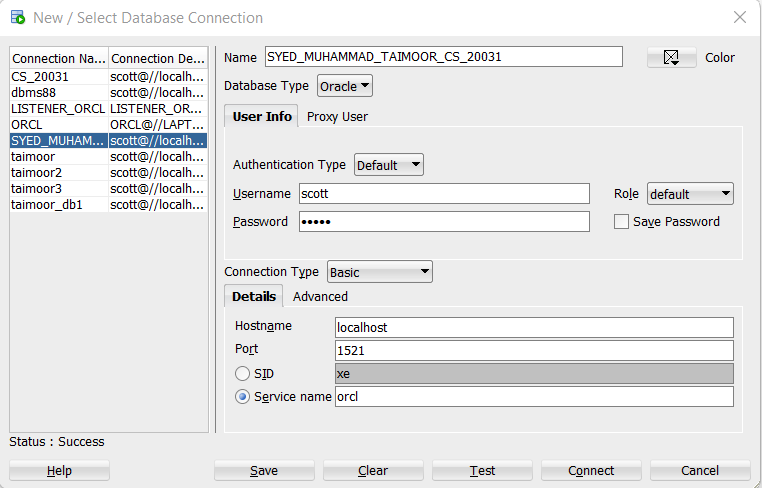 New / Select Database Connection
Connection Na... Connection De...
CS_20031 scott@//localh...
dbms88 scott@//localh...
LISTENER_ORCL LISTENER_OR...
ORCL ORCL@//LAPT...
SYED_MUHAM... scott@//localh...
taimoor scott@//localh...
taimoor2 scott@//localh...
taimoor3 scott@//localh...
taimoor_db1 scott@//localh...
Name SYED_MUHAMMAD_TAIMOOR_CS_20031 Color
Database Type Oracle
User Info Proxy User
Authentication Type Default
Username scott Role default
Password ••••• Save Password
Connection Type Basic
Details Advanced
Hostname localhost
Port 1521
SID xe
Service name orcl
Status : Success
Help Save Clear Test Connect Cancel